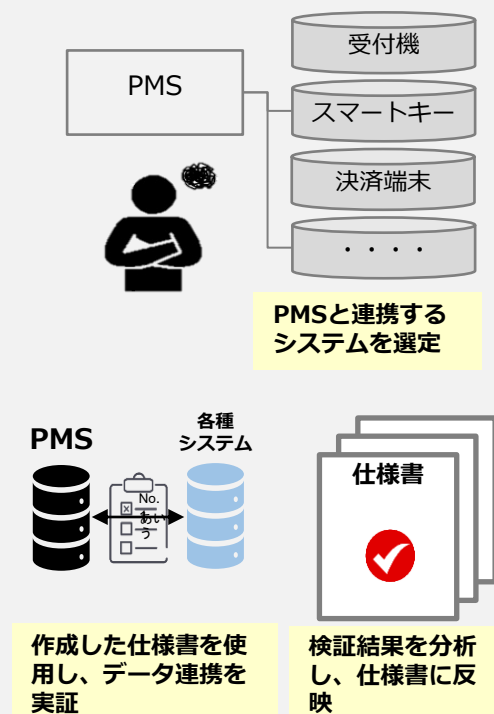 受付機
PMS
スマートキー
決済端末
・・・・
PMSと連携する
システムを選定
PMS
各種
システム
No.
あい
う
作成した仕様書を使
用し、データ連携を
実証
仕様書
検証結果を分析
し、仕様書に反
映